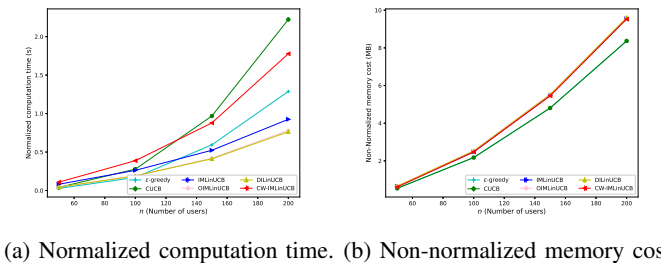 Normalized computation time (s)
2.0
1.5
1.0
0.5
0.0
60 80 100 120 140 160 180 200
n (Number of users)
ε-greedy
CUCB
IMLinUCB
OIMLinUCB
DILinUCB
CW-IMLinUCB
(a) Normalized computation time.
Non-Normalized memory cost (MB)
10
8
6
4
2
60 80 100 120 140 160 180 200
n (Number of users)
ε-greedy
CUCB
IMLinUCB
OIMLinUCB
DILinUCB
CW-IMLinUCB
(b) Non-normalized memory cos